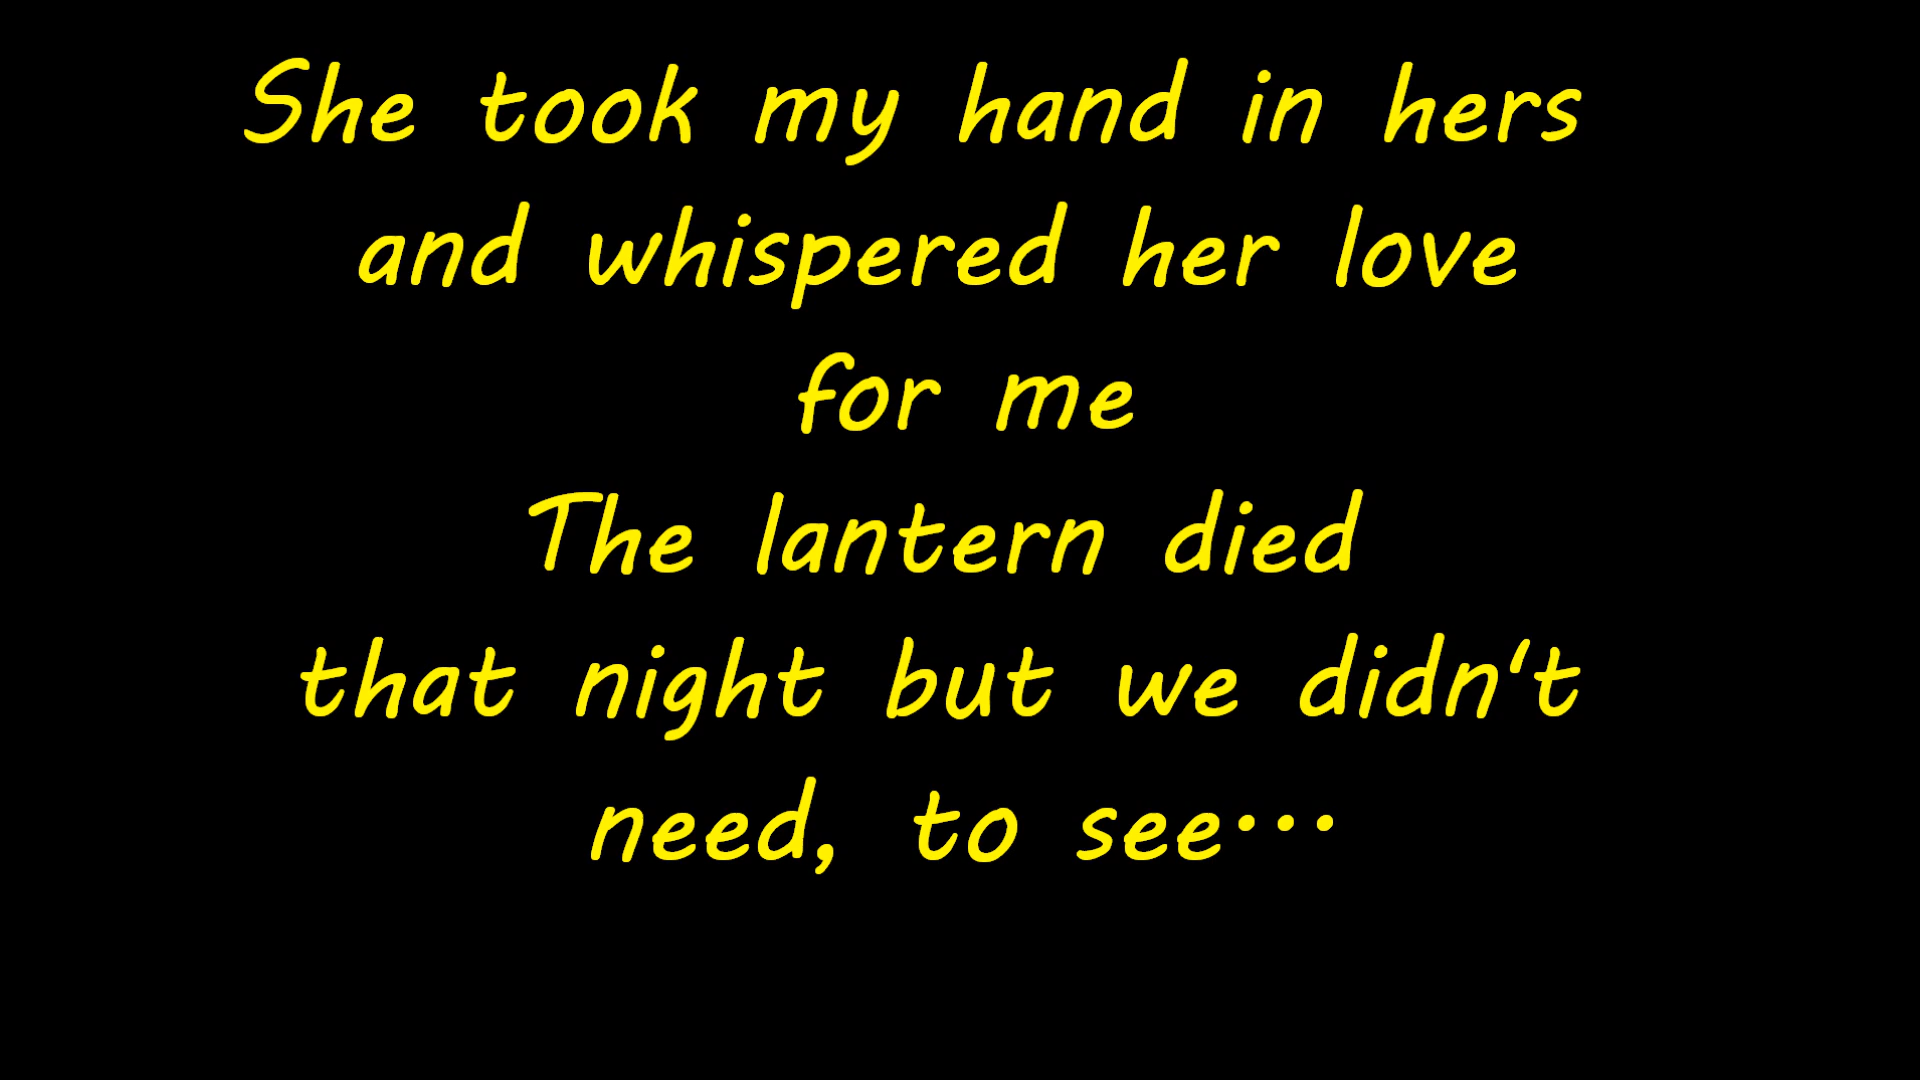 She took my hand in hers
and whispered her love
for me
The lantern died
that night but we didn't
need, to see...